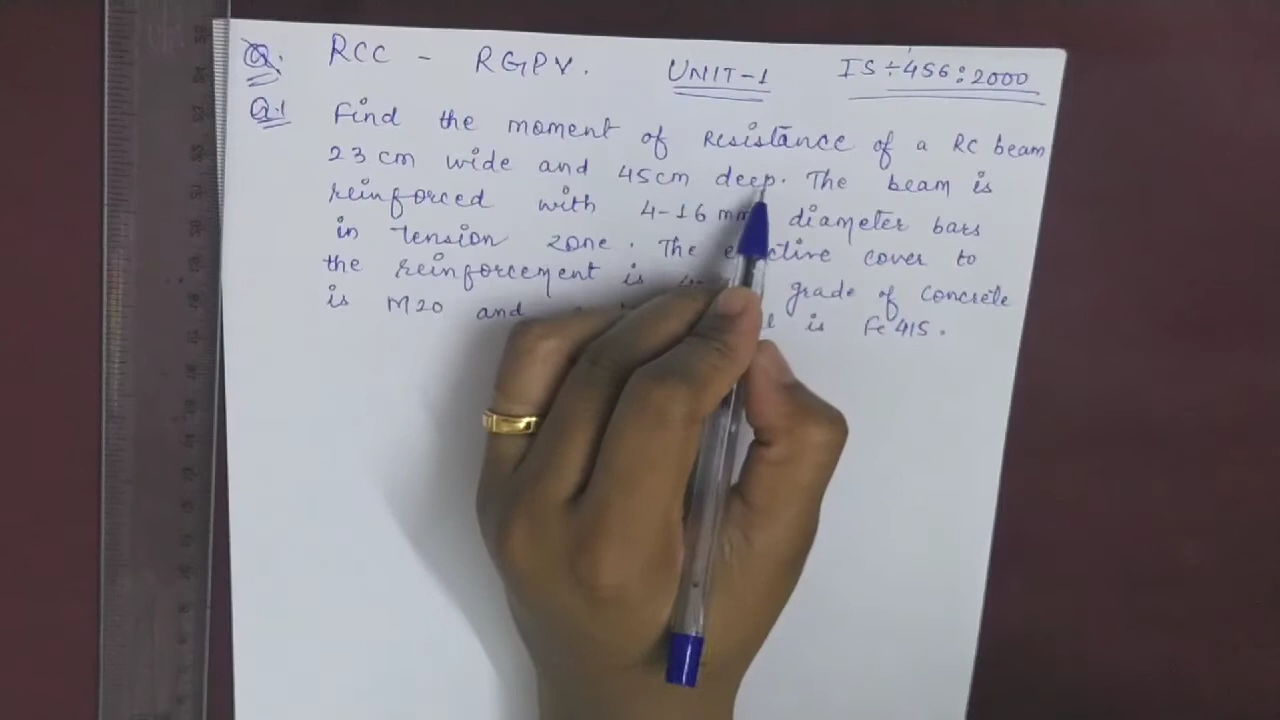 Q. RCC - RGPV. UNIT-1 IS÷456:2000
Q.1 Find the moment of resistance of a RC beam
23 cm wide and 45cm deep. The beam is
reinforced with 4-16 mm diameter bars
in tension zone. The cover to
the reinforcement is grade of concrete
is M20 and is Fe 415.